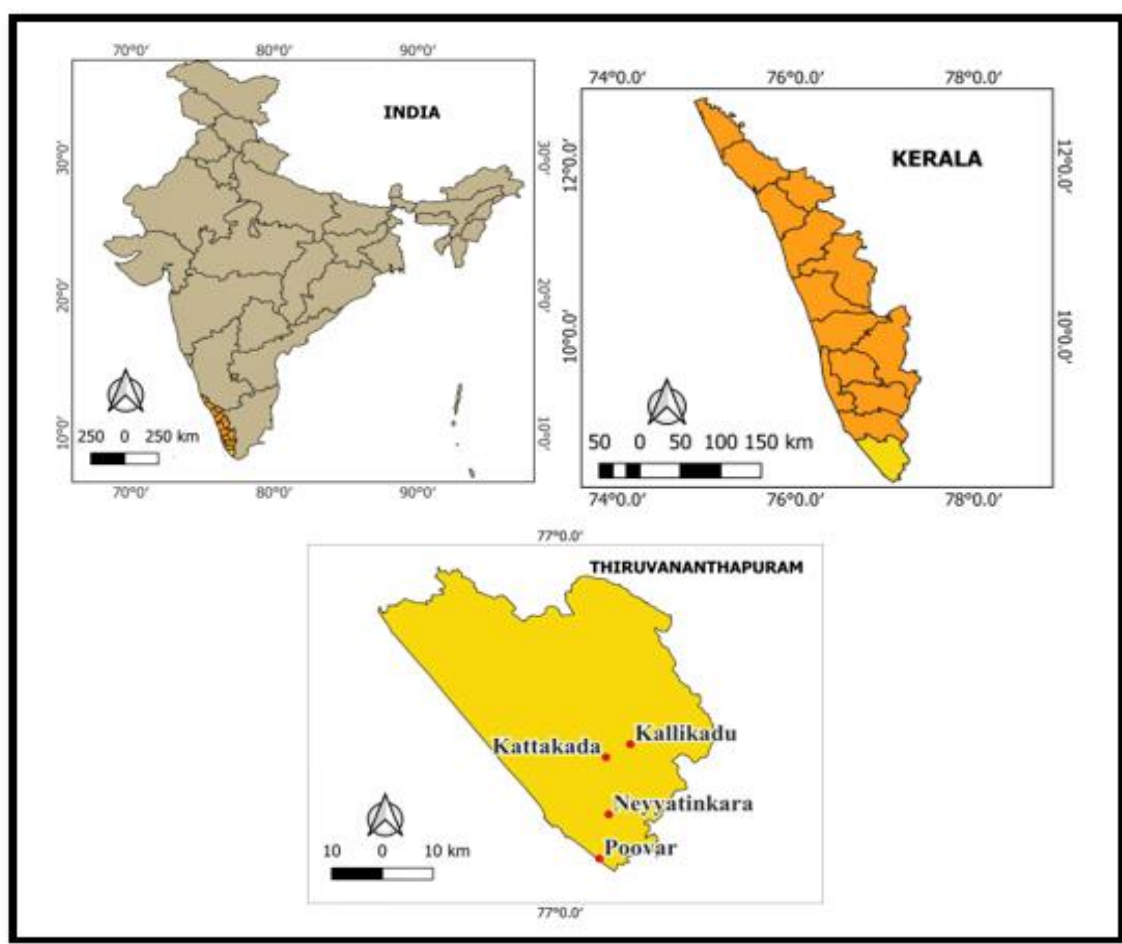 70°0′ 80°0′ 90°0′
INDIA
30°0′ 30°0′
20°0′ 20°0′
10°0′ 10°0′
250 0 250 km
70°0′ 80°0′ 90°0′
74°0.0′ 76°0.0′ 78°0.0′
KERALA
12°0.0′ 12°0.0′
10°0.0′ 10°0.0′
50 0 50 100 150 km
74°0.0′ 76°0.0′ 78°0.0′
77°0.0′
THIRUVANANTHAPURAM
Kallikadu
Kattakada
Neyyatinkara
Poovar
10 0 10 km
77°0.0′